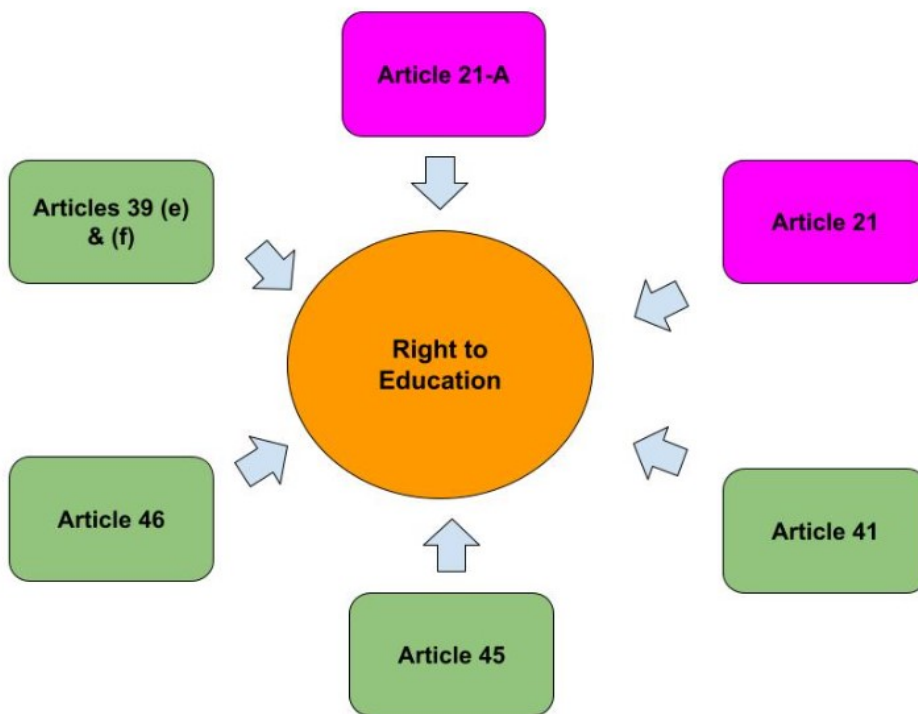 Article 21-A
Articles 39 (e)
& (f)
Article 21
Right to
Education
Article 46
Article 41
Article 45